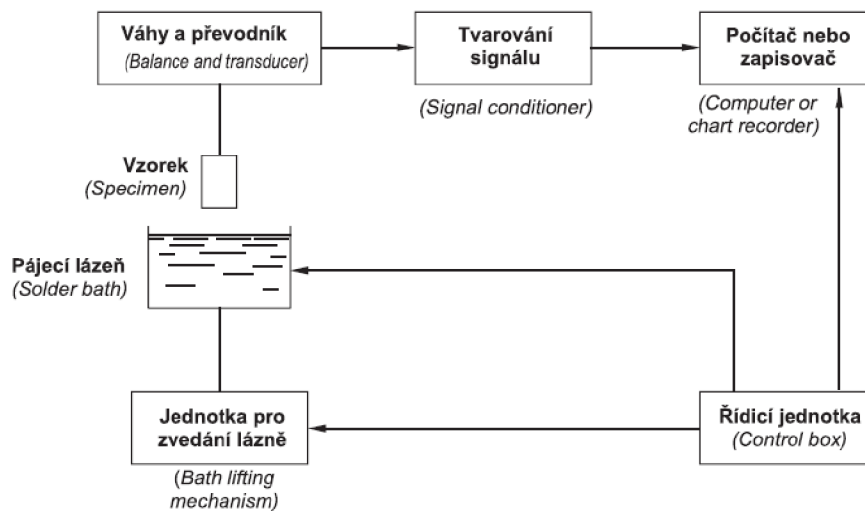 Váhy a převodník
(Balance and transducer)
Tvarování
signálu
(Signal conditioner)
Počítač nebo
zapisovač
(Computer or
chart recorder)
Vzorek
(Specimen)
Pájecí lázeň
(Solder bath)
Jednotka pro
zvedání lázně
(Bath lifting
mechanism)
Řídicí jednotka
(Control box)